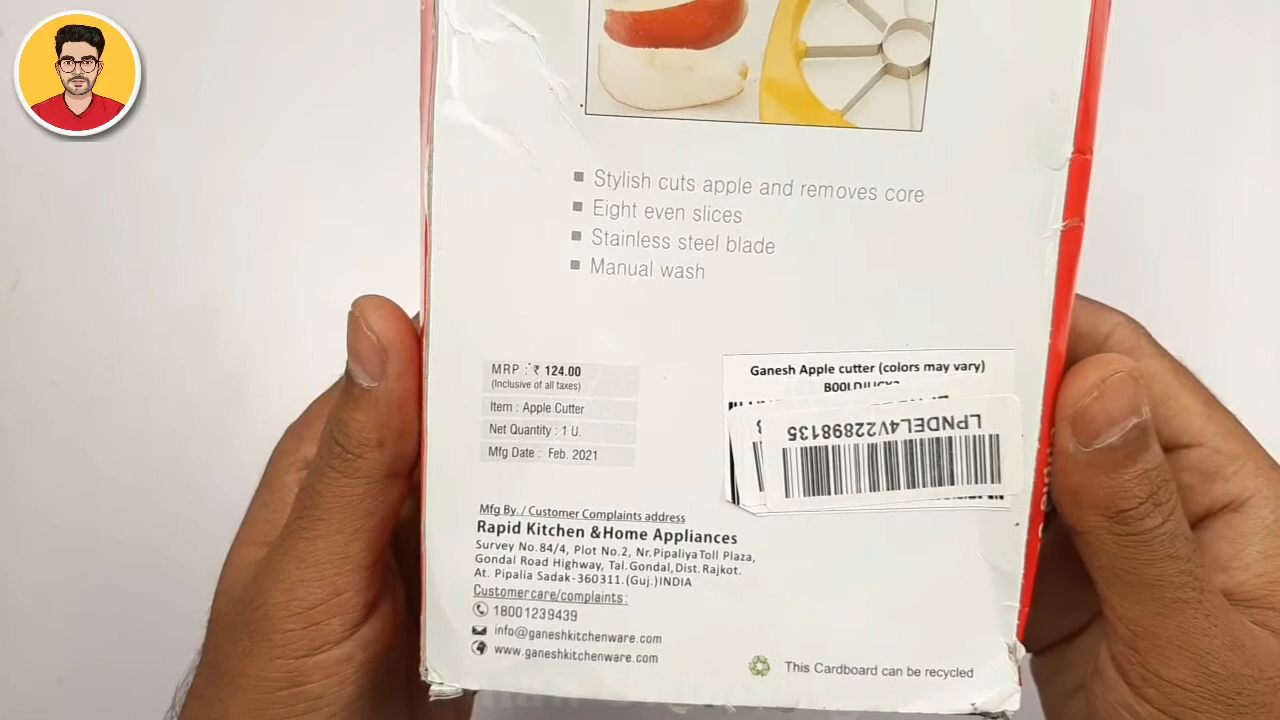 Stylish cuts apple and removes core
Eight even slices
Stainless steel blade
Manual wash
MRP : ₹ 124.00
(Inclusive of all taxes)
Item : Apple Cutter
Net Quantity : 1 U.
Mfg Date : Feb. 2021
Ganesh Apple cutter (colors may vary)
LPNDEL4V22898135
Mfg By. / Customer Complaints address
Rapid Kitchen &Home Appliances
Survey No.84/4, Plot No.2, Nr.Pipaliya Toll Plaza,
Gondal Road Highway, Tal.Gondal, Dist.Rajkot.
At. Pipalia Sadak-360311.(Guj.)INDIA
Customer care/complaints :
18001239439
info@ganeshkitchenware.com
www.ganeshkitchenware.com
This Cardboard can be recycled